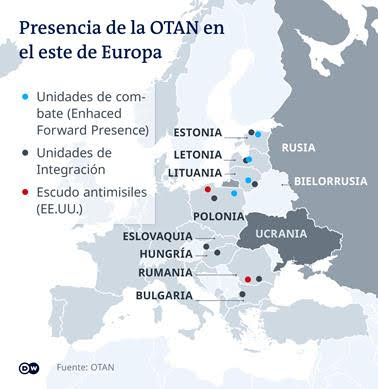 Presencia de la OTAN en
el este de Europa
Unidades de com-
bate (Enhaced
Forward Presence)
Unidades de
Integración
Escudo antimisiles
(EE.UU.)
ESTONIA
RUSIA
LETONIA
LITUANIA
BIELORRUSIA
POLONIA
UCRANIA
ESLOVAQUIA
HUNGRÍA
RUMANIA
BULGARIA
DW
Fuente: OTAN